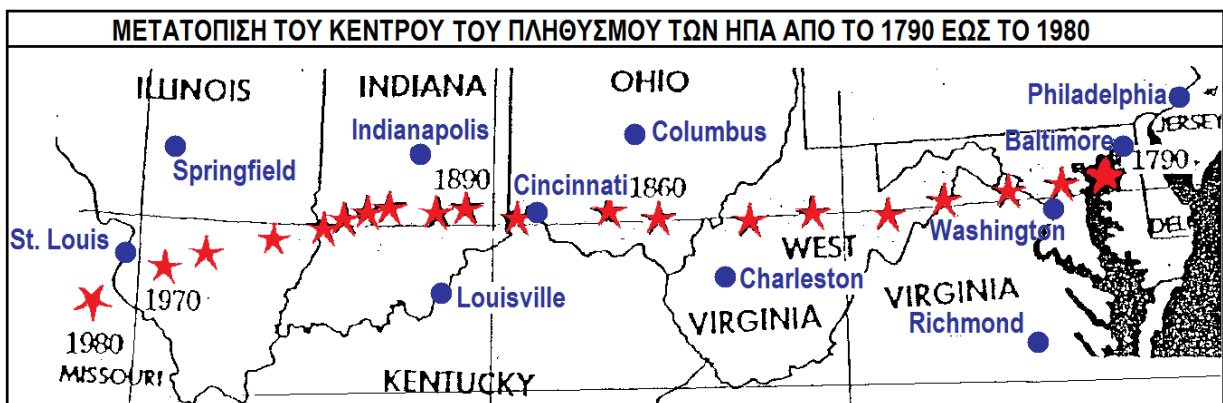 ΜΕΤΑΤΟΠΙΣΗ ΤΟΥ ΚΕΝΤΡΟΥ ΤΟΥ ΠΛΗΘΥΣΜΟΥ ΤΩΝ ΗΠΑ ΑΠΟ ΤΟ 1790 ΕΩΣ ΤΟ 1980
ILLINOIS
INDIANA
OHIO
Philadelphia
JERSEY
Indianapolis
Columbus
Baltimore
1790
Springfield
1890
Cincinnati
1860
St. Louis
WEST
Washington
DEL
1970
Charleston
Louisville
VIRGINIA
VIRGINIA
Richmond
1980
MISSOURI
KENTUCKY